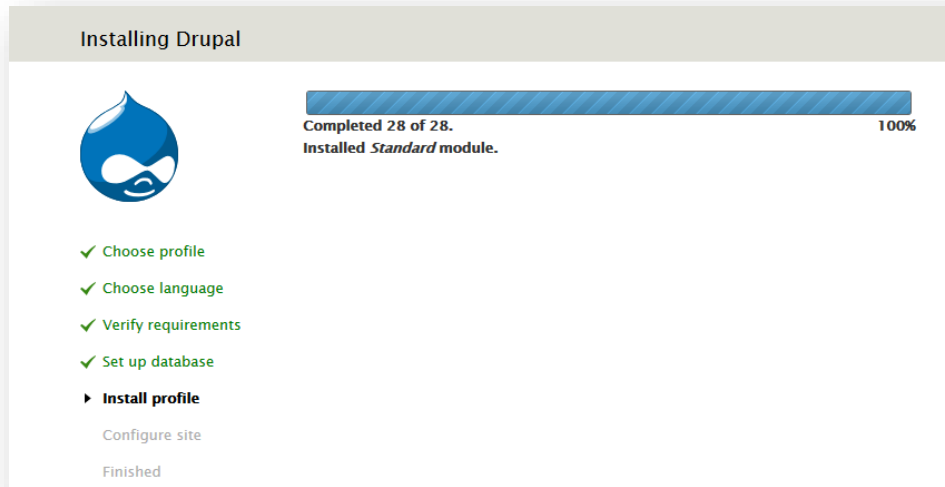 Installing Drupal
Completed 28 of 28. 100%
Installed Standard module.
Choose profile
Choose language
Verify requirements
Set up database
Install profile
Configure site
Finished